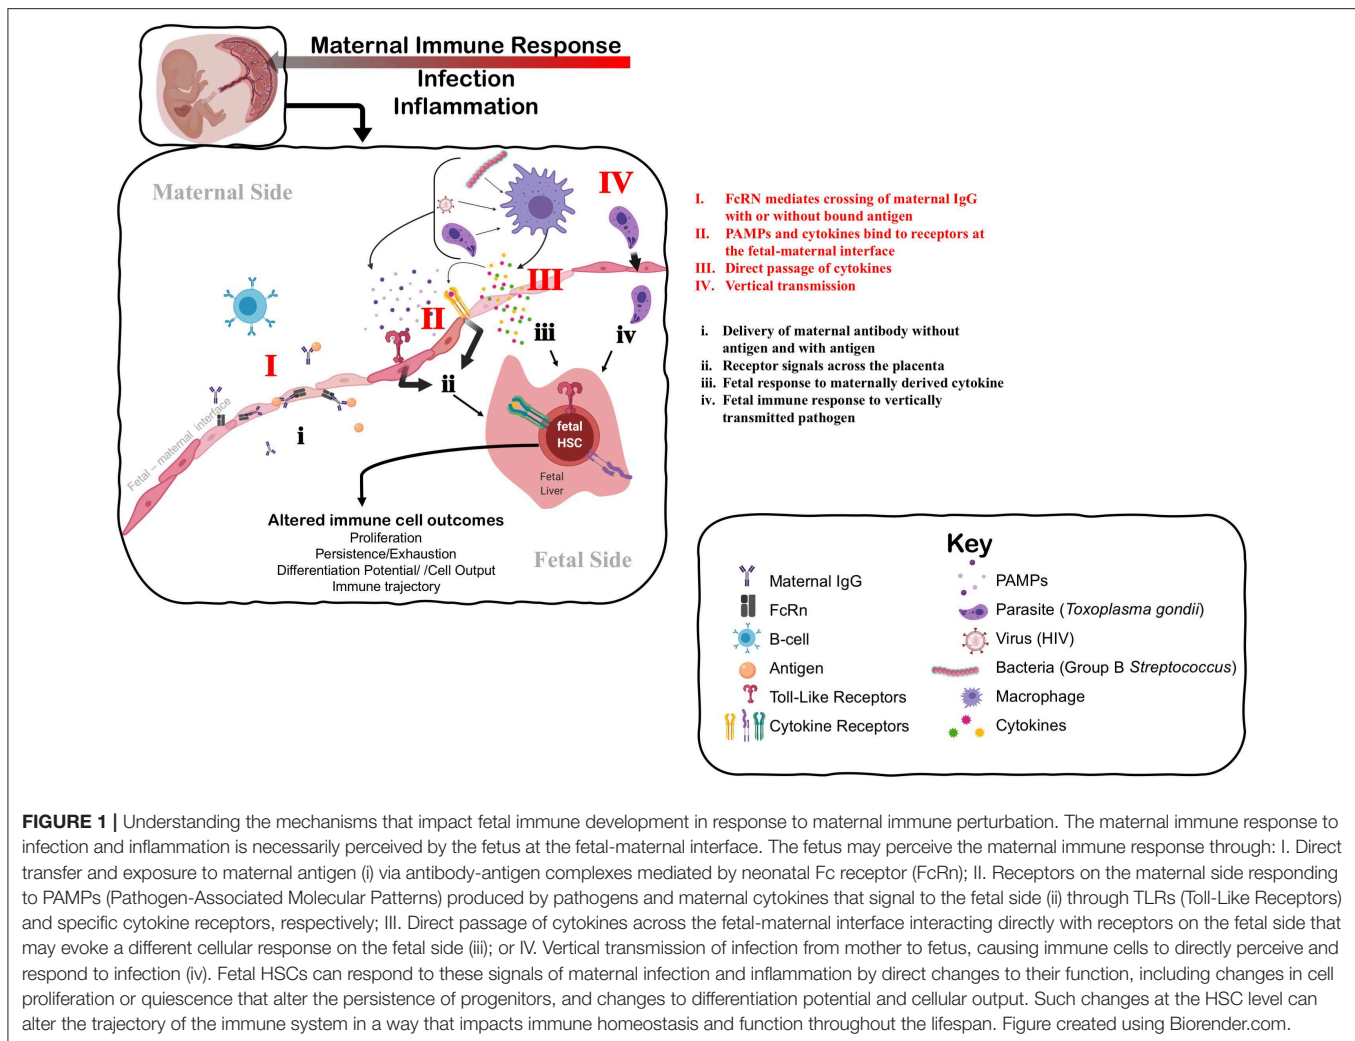 Maternal Immune Response
Infection
Inflammation
Maternal Side
IV
III
II
I
iii
iv
ii
i
Fetal – maternal interface
fetal
HSC
Fetal
Liver
Altered immune cell outcomes
Proliferation
Persistence/Exhaustion
Differentiation Potential/ /Cell Output
Immune trajectory
Fetal Side
I. FcRN mediates crossing of maternal IgG
with or without bound antigen
II. PAMPs and cytokines bind to receptors at
the fetal-maternal interface
III. Direct passage of cytokines
IV. Vertical transmission
i. Delivery of maternal antibody without
antigen and with antigen
ii. Receptor signals across the placenta
iii. Fetal response to maternally derived cytokine
iv. Fetal immune response to vertically
transmitted pathogen
Key
Maternal IgG
FcRn
B-cell
Antigen
Toll-Like Receptors
Cytokine Receptors
PAMPs
Parasite (Toxoplasma gondii)
Virus (HIV)
Bacteria (Group B Streptococcus)
Macrophage
Cytokines
FIGURE 1 | Understanding the mechanisms that impact fetal immune development in response to maternal immune perturbation. The maternal immune response to
infection and inflammation is necessarily perceived by the fetus at the fetal-maternal interface. The fetus may perceive the maternal immune response through: I. Direct
transfer and exposure to maternal antigen (i) via antibody-antigen complexes mediated by neonatal Fc receptor (FcRn); II. Receptors on the maternal side responding
to PAMPs (Pathogen-Associated Molecular Patterns) produced by pathogens and maternal cytokines that signal to the fetal side (ii) through TLRs (Toll-Like Receptors)
and specific cytokine receptors, respectively; III. Direct passage of cytokines across the fetal-maternal interface interacting directly with receptors on the fetal side that
may evoke a different cellular response on the fetal side (iii); or IV. Vertical transmission of infection from mother to fetus, causing immune cells to directly perceive and
respond to infection (iv). Fetal HSCs can respond to these signals of maternal infection and inflammation by direct changes to their function, including changes in cell
proliferation or quiescence that alter the persistence of progenitors, and changes to differentiation potential and cellular output. Such changes at the HSC level can
alter the trajectory of the immune system in a way that impacts immune homeostasis and function throughout the lifespan. Figure created using Biorender.com.